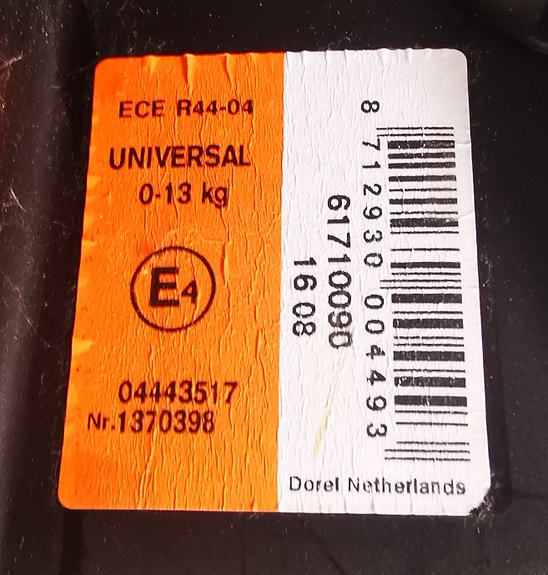 ECE R44-04
UNIVERSAL
0-13 kg
E4
04443517
Nr.1370398
8 712930 004493
61710090
16 08
Dorel Netherlands